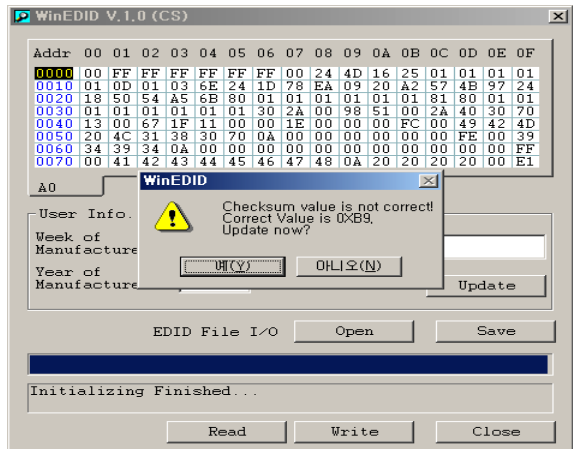 WinEDID V.1.0 (CS)
Addr 00 01 02 03 04 05 06 07 08 09 0A 0B 0C 0D 0E 0F
0000 00 FF FF FF FF FF FF 00 24 4D 16 25 01 01 01 01
0010 01 0D 01 03 6E 24 1D 78 EA 09 20 A2 57 4B 97 24
0020 18 50 54 A5 6B 80 01 01 01 01 01 01 81 80 01 01
0030 01 01 01 01 01 01 30 2A 00 98 51 00 2A 40 30 70
0040 13 00 67 1F 11 00 00 1E 00 00 00 FC 00 49 42 4D
0050 20 4C 31 38 30 70 0A 00 00 00 00 00 00 FE 00 39
0060 34 39 34 0A 00 00 00 00 00 00 00 00 00 00 00 FF
0070 00 41 42 43 44 45 46 47 48 0A 20 20 20 20 00 E1
A0
WinEDID
Checksum value is not correct!
Correct Value is 0XB9,
Update now?
예(Y)
아니오(N)
User Info.
Week of
Manufacture
Year of
Manufacture
Update
EDID File I/O
Open
Save
Initializing Finished...
Read
Write
Close